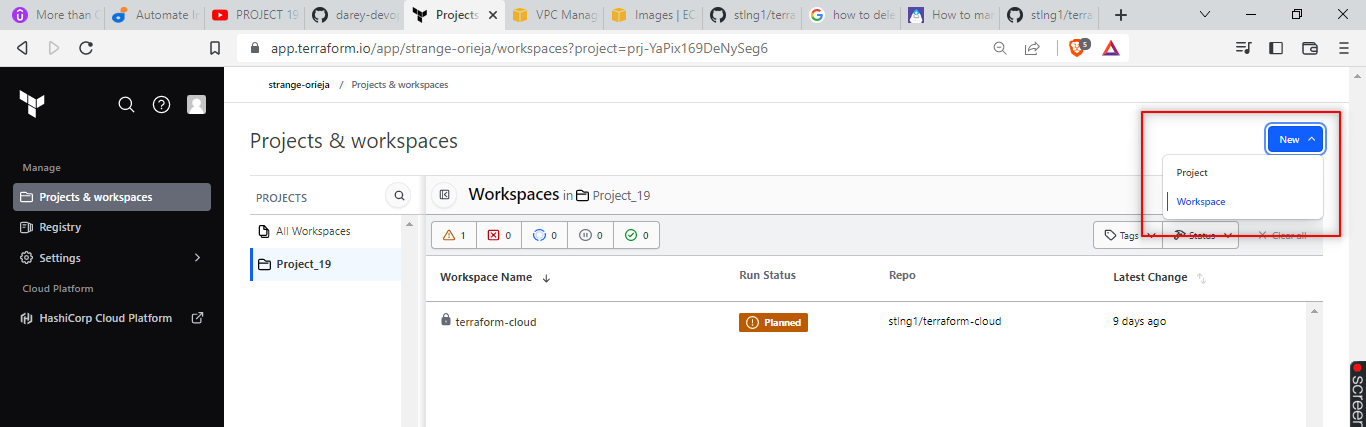 More than C
Automate In
PROJECT 19
darey-devo
Projects
VPC Manag
Images | EC
stlng1/terra
how to dele
How to mar
stlng1/terra
app.terraform.io/app/strange-orieja/workspaces?project=prj-YaPix169DeNySeg6
5
strange-orieja / Projects & workspaces
Projects & workspaces
New
Project
Workspace
Manage
Projects & workspaces
Registry
Settings
Cloud Platform
HashiCorp Cloud Platform
PROJECTS
All Workspaces
Project_19
Workspaces in Project_19
1 0 0 0 0
Tags Status Clear all
Workspace Name Run Status Repo Latest Change
terraform-cloud Planned stlng1/terraform-cloud 9 days ago
screer